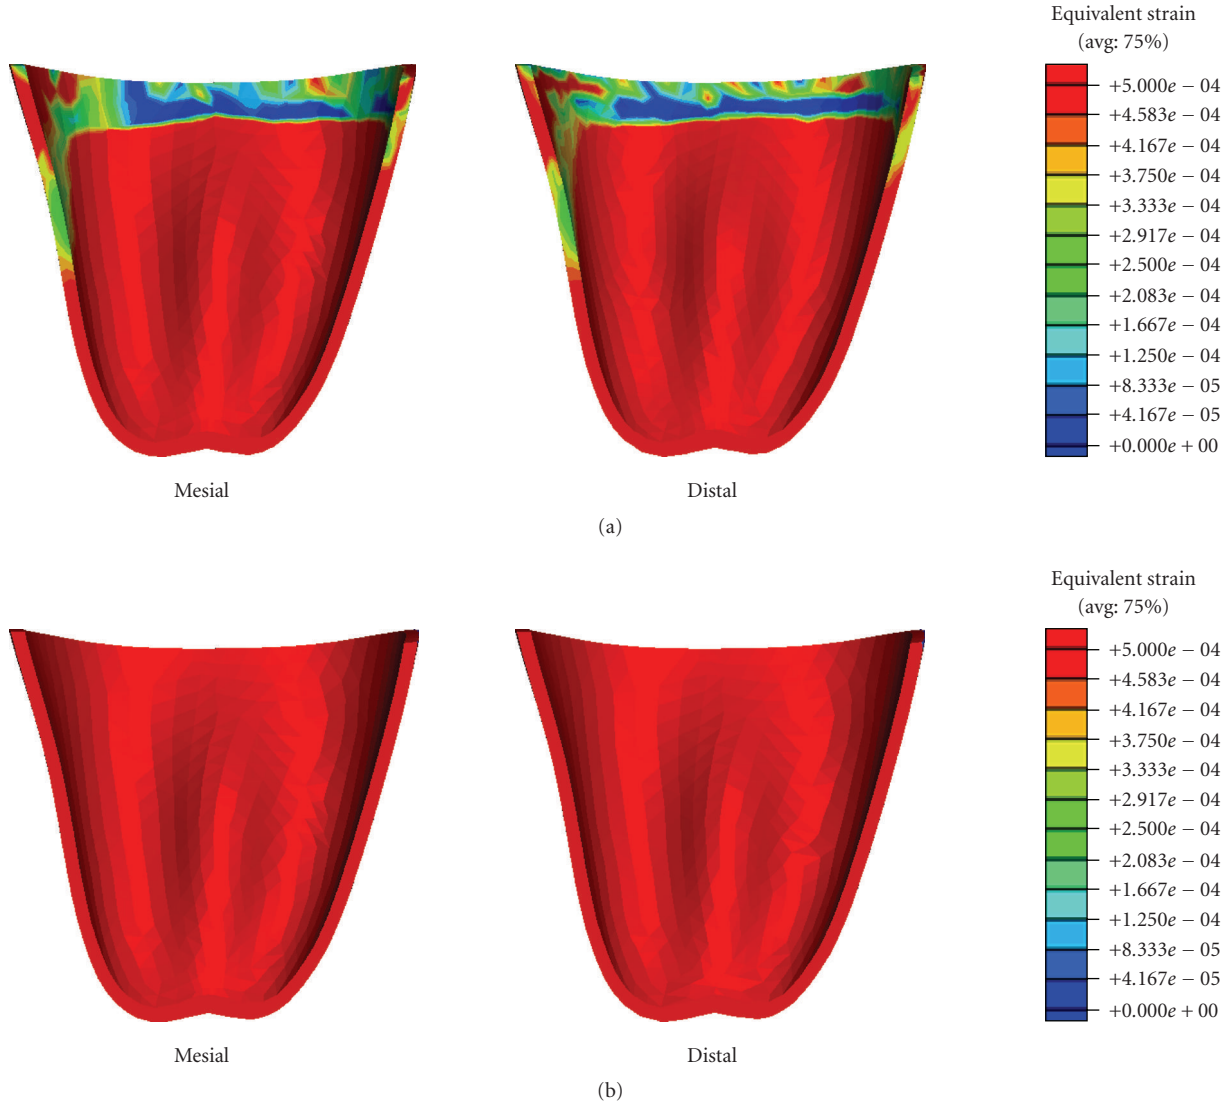 Equivalent strain
(avg: 75%)
+5.000e − 04
+4.583e − 04
+4.167e − 04
+3.750e − 04
+3.333e − 04
+2.917e − 04
+2.500e − 04
+2.083e − 04
+1.667e − 04
+1.250e − 04
+8.333e − 05
+4.167e − 05
+0.000e + 00
Mesial
Distal
(a)
Equivalent strain
(avg: 75%)
+5.000e − 04
+4.583e − 04
+4.167e − 04
+3.750e − 04
+3.333e − 04
+2.917e − 04
+2.500e − 04
+2.083e − 04
+1.667e − 04
+1.250e − 04
+8.333e − 05
+4.167e − 05
+0.000e + 00
Mesial
Distal
(b)